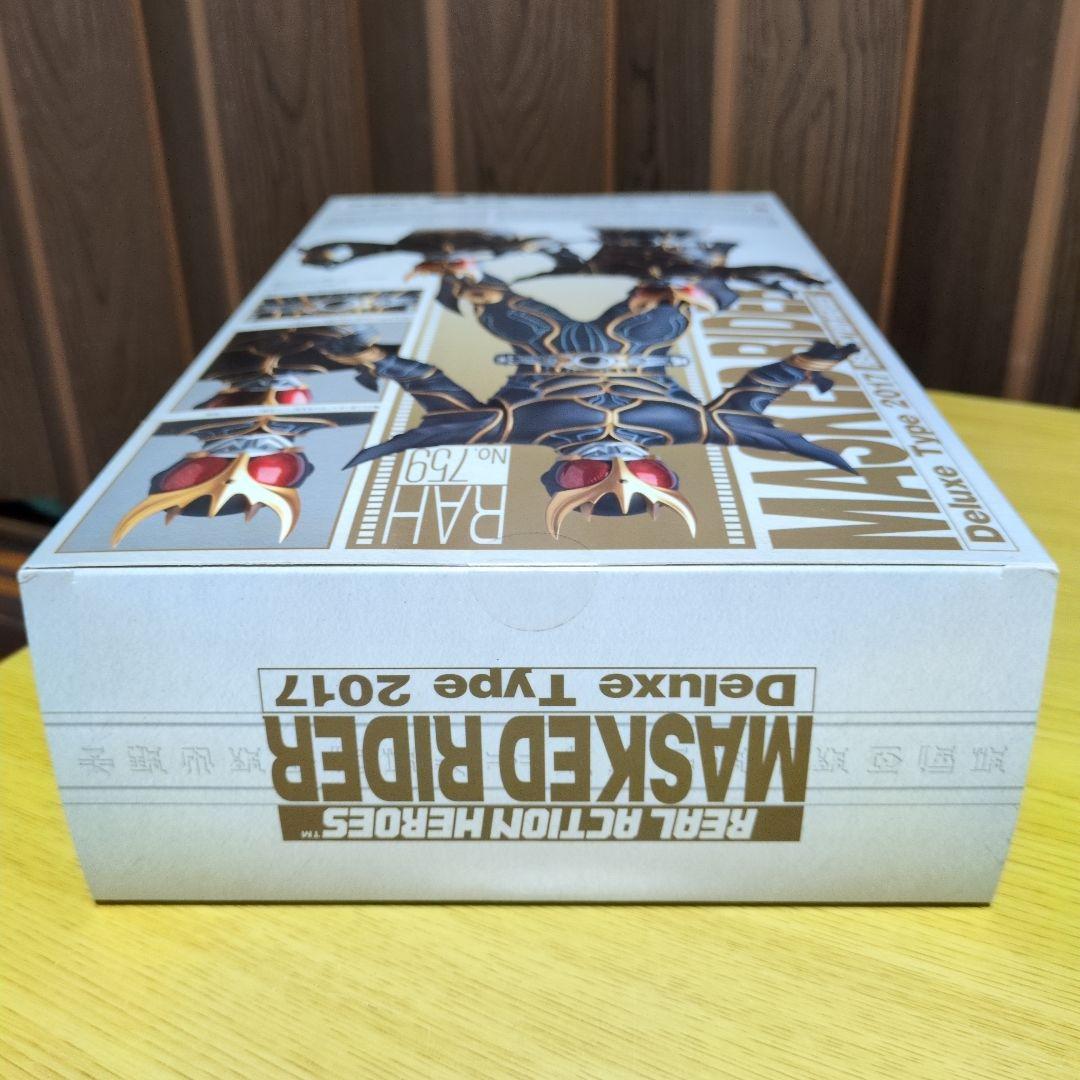 MASKED RIDER
Deluxe Type 2017
RAH
No.759
REAL ACTION HEROES™
MASKED RIDER
Deluxe Type 2017